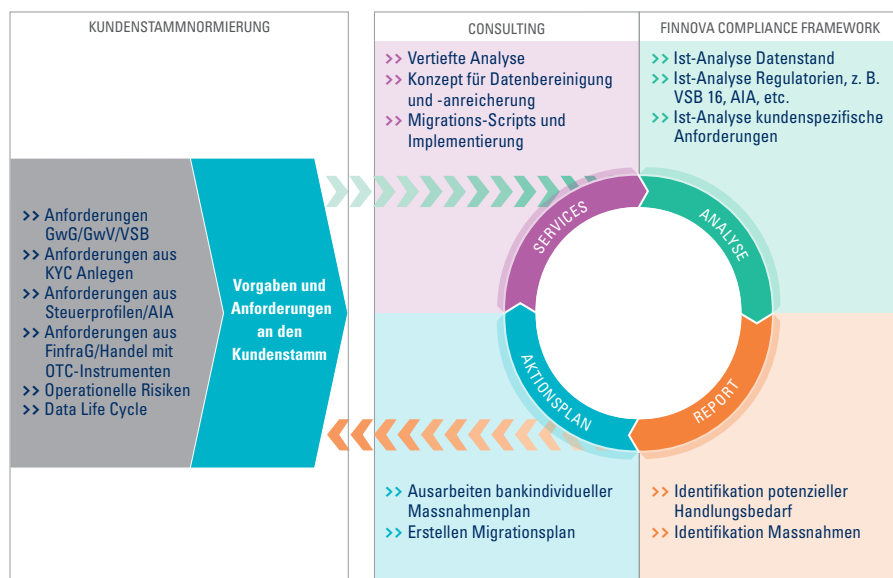 KUNDENSTAMMNORMIERUNG
>> Anforderungen
GwG/GwV/VSB
>> Anforderungen aus
KYC Anlegen
>> Anforderungen aus
Steuerprofilen/AIA
>> Anforderungen aus
FinfraG/Handel mit
OTC-Instrumenten
>> Operationelle Risiken
>> Data Life Cycle
Vorgaben und
Anforderungen
an den
Kundenstamm
CONSULTING
>> Vertiefte Analyse
>> Konzept für Datenbereinigung
und -anreicherung
>> Migrations-Scripts und
Implementierung
FINNOVA COMPLIANCE FRAMEWORK
>> Ist-Analyse Datenstand
>> Ist-Analyse Regulatorien, z. B.
VSB 16, AIA, etc.
>> Ist-Analyse kundenspezifische
Anforderungen
SERVICES
ANALYSE
AKTIONSPLAN
REPORT
>> Ausarbeiten bankindividueller
Massnahmenplan
>> Erstellen Migrationsplan
>> Identifikation potenzieller
Handlungsbedarf
>> Identifikation Massnahmen